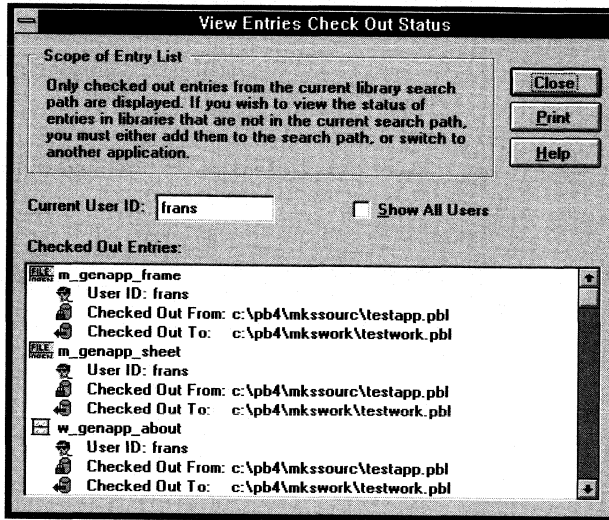 View Entries Check Out Status
Scope of Entry List
Only checked out entries from the current library search
path are displayed. If you wish to view the status of
entries in libraries that are not in the current search path,
you must either add them to the search path, or switch to
another application.
Close
Print
Help
Current User ID: frans
Show All Users
Checked Out Entries:
m_genapp_frame
User ID: frans
Checked Out From: c:\pb4\mkssourc\testapp.pbl
Checked Out To: c:\pb4\mkswork\testwork.pbl
m_genapp_sheet
User ID: frans
Checked Out From: c:\pb4\mkssourc\testapp.pbl
Checked Out To: c:\pb4\mkswork\testwork.pbl
w_genapp_about
User ID: frans
Checked Out From: c:\pb4\mkssourc\testapp.pbl
Checked Out To: c:\pb4\mkswork\testwork.pbl